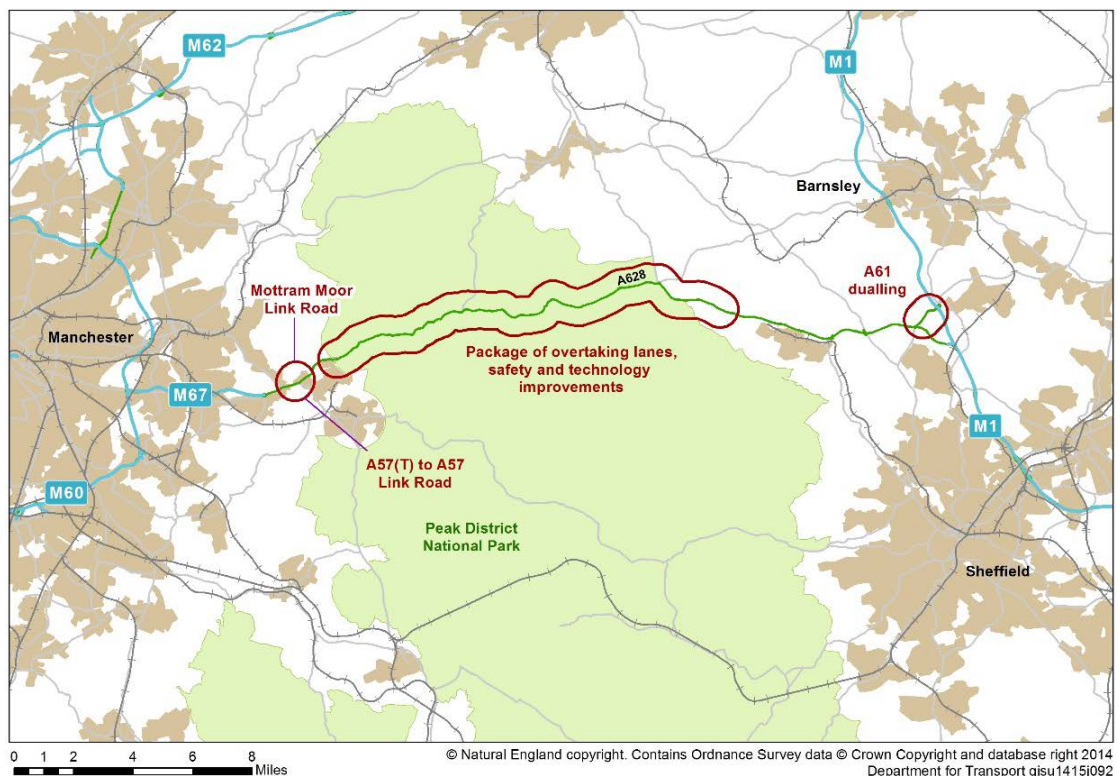 M62
M1
Barnsley
A628
A61
dualling
Mottram Moor
Link Road
Manchester
Package of overtaking lanes,
safety and technology
improvements
M67
M1
A57(T) to A57
Link Road
M60
Peak District
National Park
Sheffield
0 1 2 4 6 8
Miles
© Natural England copyright. Contains Ordnance Survey data © Crown Copyright and database right 2014
Department for Transport gisu1415j092